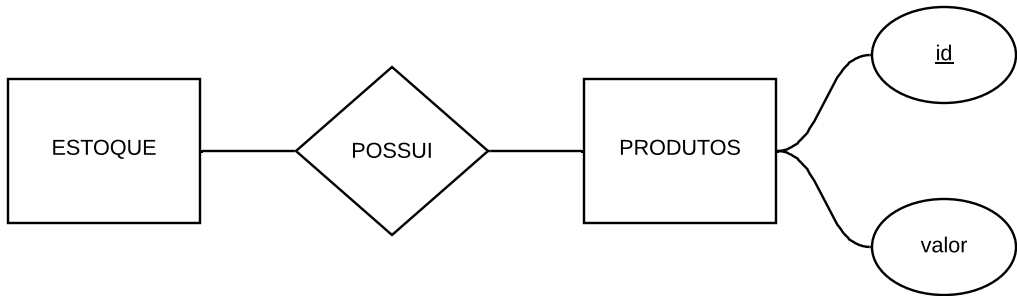 ESTOQUE
POSSUI
PRODUTOS
id
valor